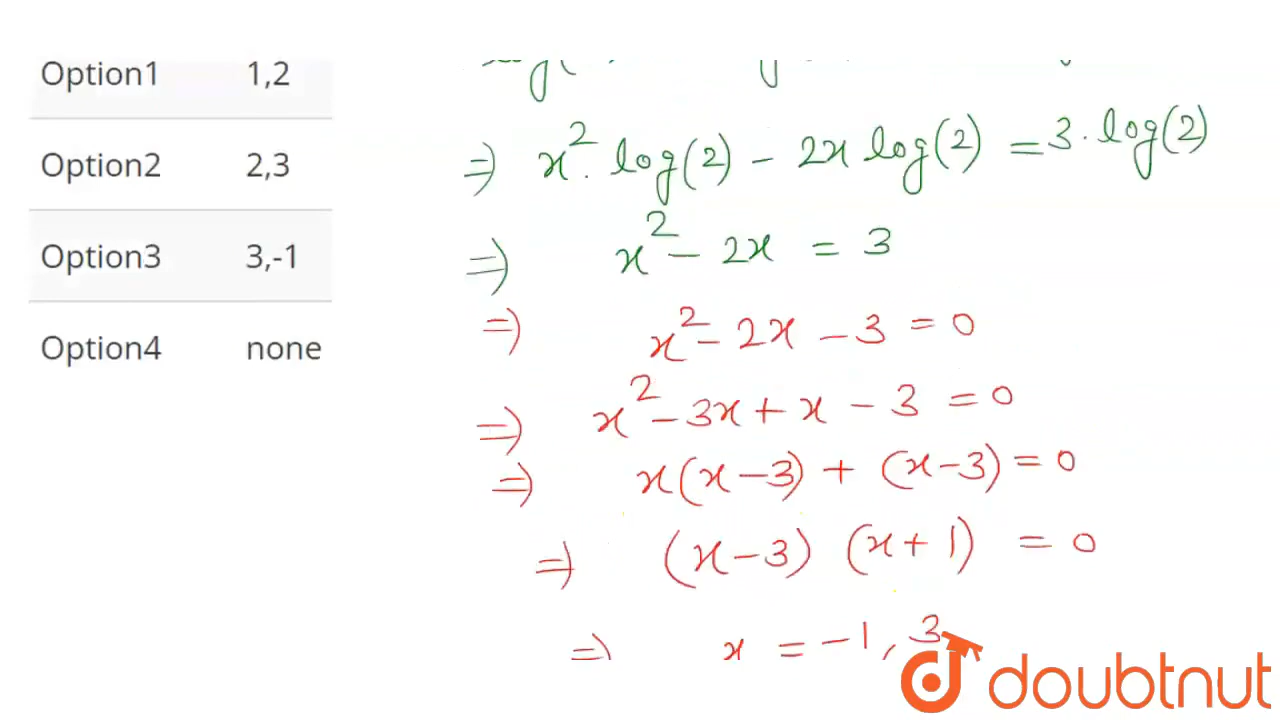 Option1 1,2
Option2 2,3
Option3 3,-1
Option4 none
⇒ x². log(2) - 2x log(2) = 3. log(2)
⇒ x² - 2x = 3
⇒ x² - 2x - 3 = 0
⇒ x² - 3x + x - 3 = 0
⇒ x(x-3) + (x-3) = 0
⇒ (x-3) (x+1) = 0
⇒ x = -1, 3
doubtnut